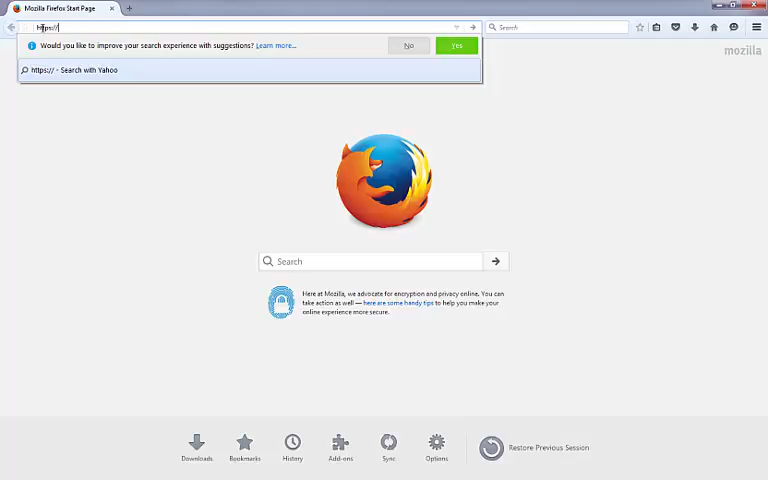 Mozilla Firefox Start Page
https://
Search
Would you like to improve your search experience with suggestions? Learn more...
No
Yes
https:// - Search with Yahoo
mozilla
Search
Here at Mozilla, we advocate for encryption and privacy online. You can
take action as well — here are some handy tips to help you make your
online experience more secure.
Downloads
Bookmarks
History
Add-ons
Sync
Options
Restore Previous Session